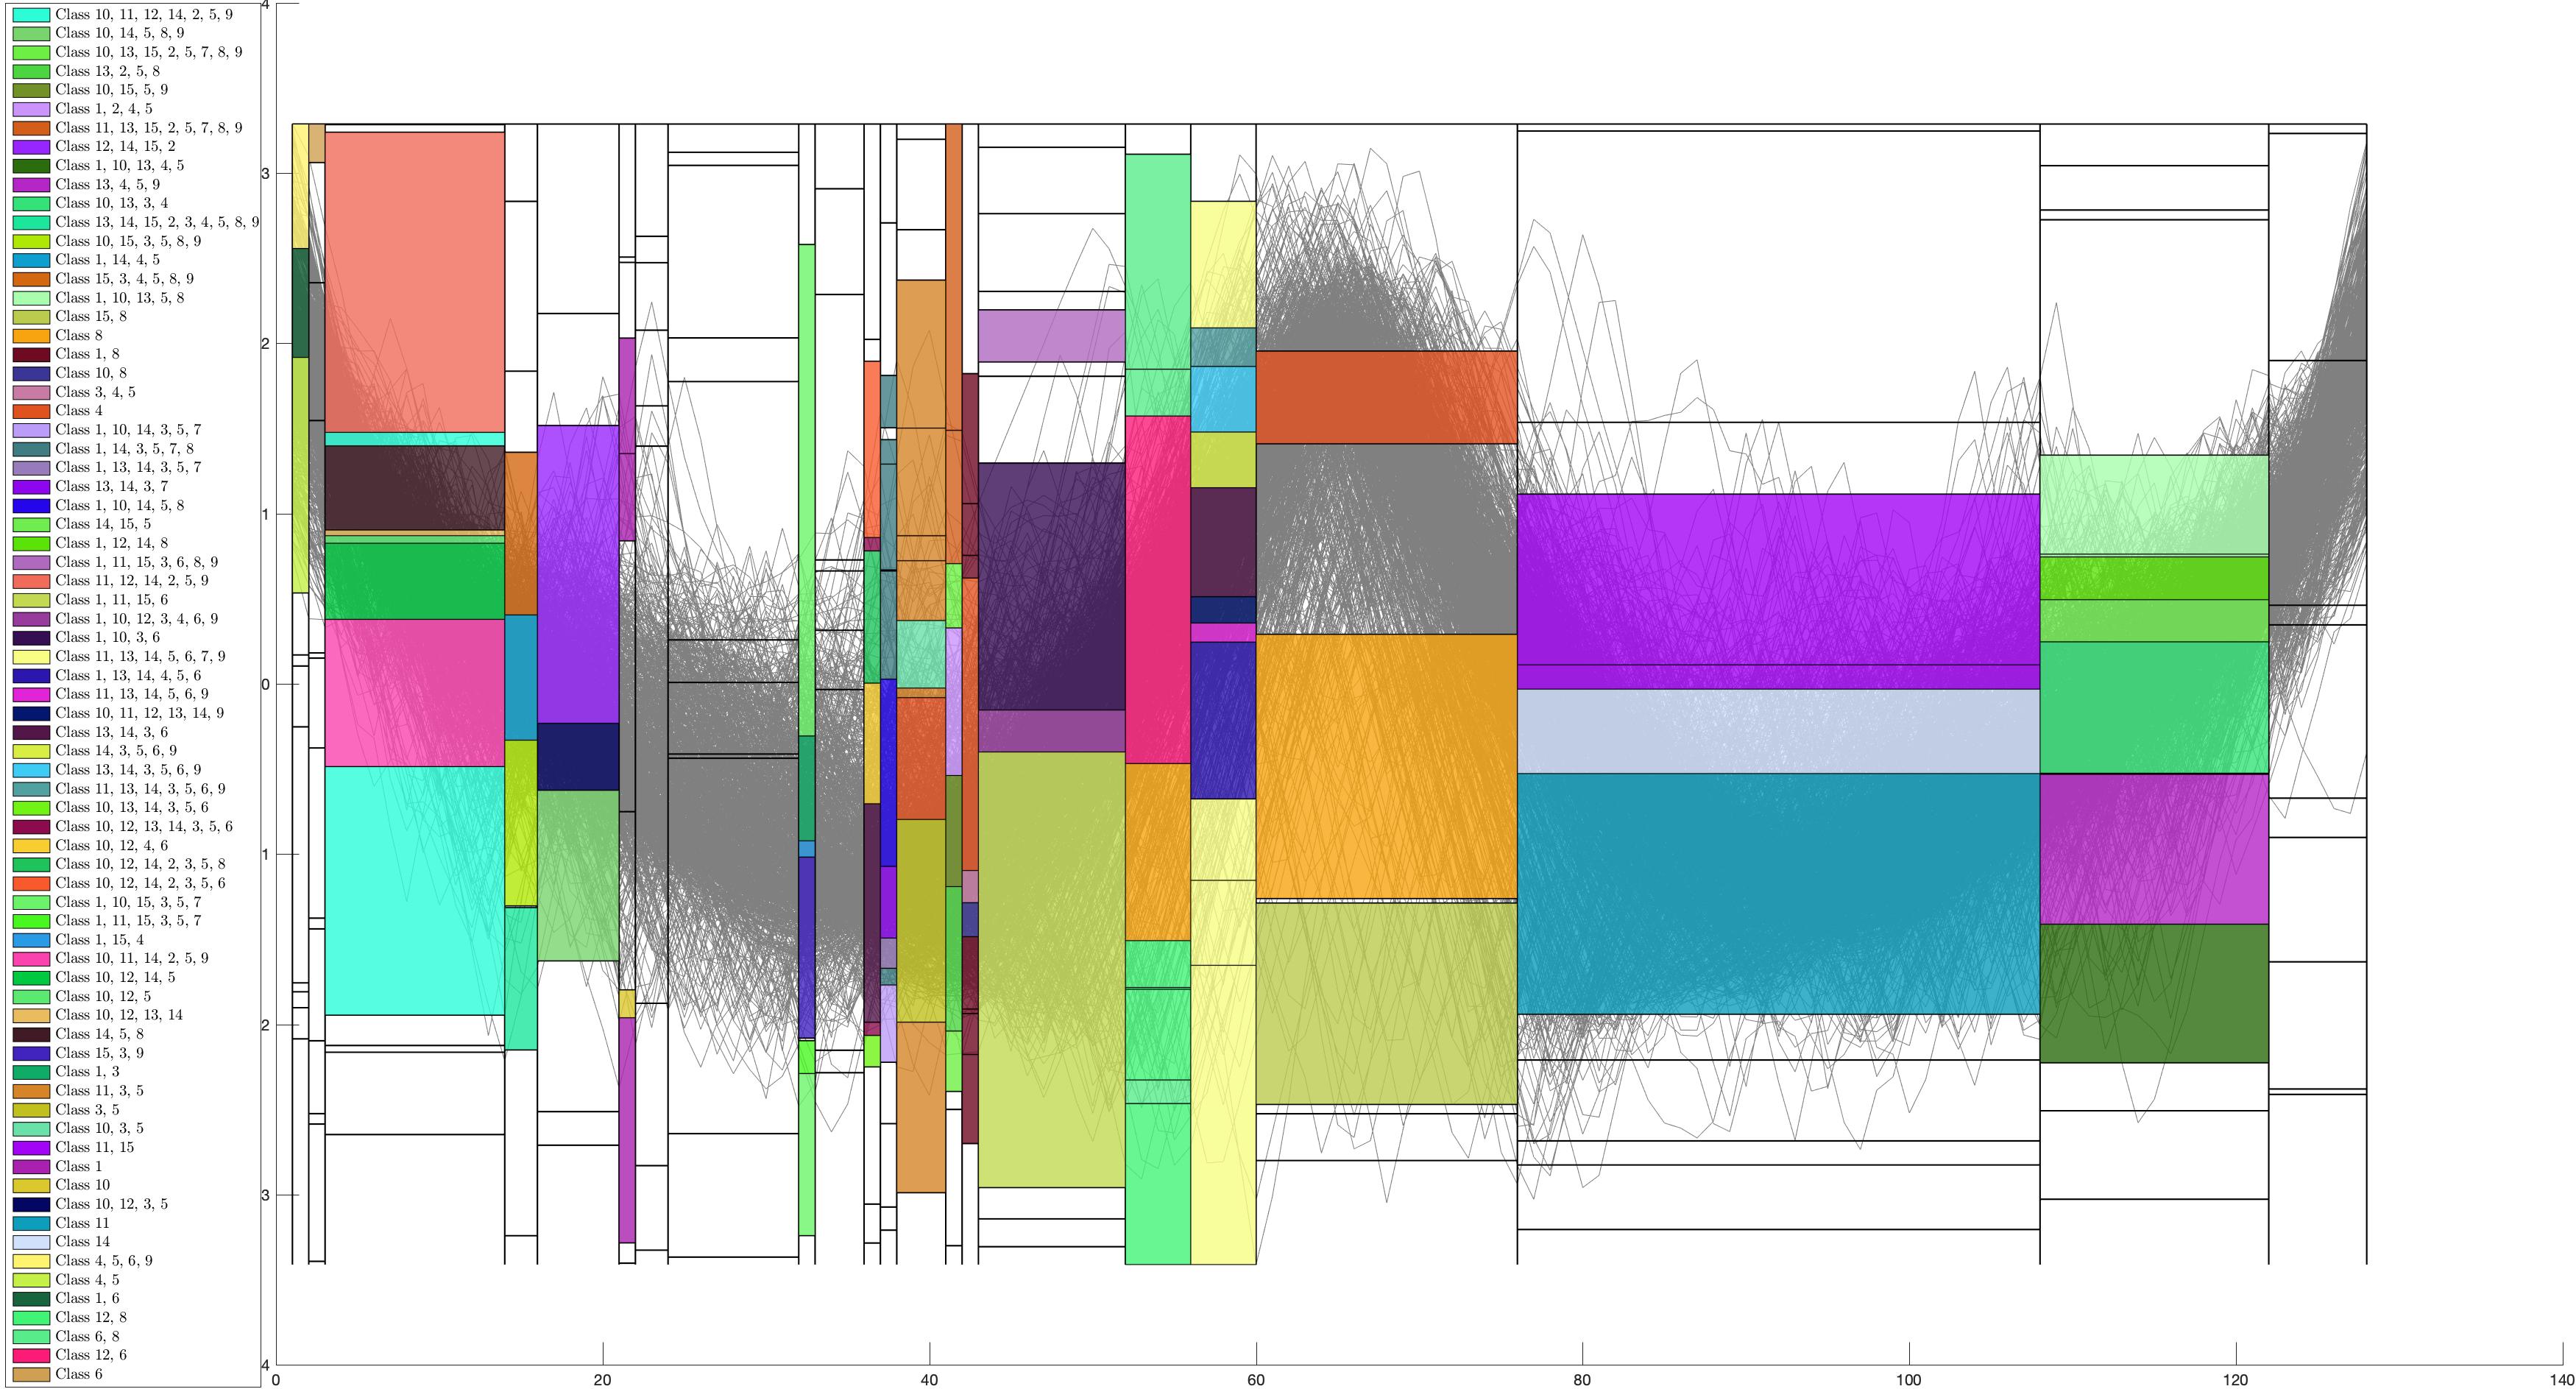 Class 10, 11, 12, 14, 2, 5, 9
Class 10, 14, 5, 8, 9
Class 10, 13, 15, 2, 5, 7, 8, 9
Class 13, 2, 5, 8
Class 10, 15, 5, 9
Class 1, 2, 4, 5
Class 11, 13, 15, 2, 5, 7, 8, 9
Class 12, 14, 15, 2
Class 1, 10, 13, 4, 5
Class 13, 4, 5, 9
Class 10, 13, 3, 4
Class 13, 14, 15, 2, 3, 4, 5, 8, 9
Class 10, 15, 3, 5, 8, 9
Class 1, 14, 4, 5
Class 15, 3, 4, 5, 8, 9
Class 1, 10, 13, 5, 8
Class 15, 8
Class 8
Class 1, 8
Class 10, 8
Class 3, 4, 5
Class 4
Class 1, 10, 14, 3, 5, 7
Class 1, 14, 3, 5, 7, 8
Class 1, 13, 14, 3, 5, 7
Class 13, 14, 3, 7
Class 1, 10, 14, 5, 8
Class 14, 15, 5
Class 1, 12, 14, 8
Class 1, 11, 15, 3, 6, 8, 9
Class 11, 12, 14, 2, 5, 9
Class 1, 11, 15, 6
Class 1, 10, 12, 3, 4, 6, 9
Class 1, 10, 3, 6
Class 11, 13, 14, 5, 6, 7, 9
Class 1, 13, 14, 4, 5, 6
Class 11, 13, 14, 5, 6, 9
Class 10, 11, 12, 13, 14, 9
Class 13, 14, 3, 6
Class 14, 3, 5, 6, 9
Class 13, 14, 3, 5, 6, 9
Class 11, 13, 14, 3, 5, 6, 9
Class 10, 13, 14, 3, 5, 6
Class 10, 12, 13, 14, 3, 5, 6
Class 10, 12, 4, 6
Class 10, 12, 14, 2, 3, 5, 8
Class 10, 12, 14, 2, 3, 5, 6
Class 1, 10, 15, 3, 5, 7
Class 1, 11, 15, 3, 5, 7
Class 1, 15, 4
Class 10, 11, 14, 2, 5, 9
Class 10, 12, 14, 5
Class 10, 12, 5
Class 10, 12, 13, 14
Class 14, 5, 8
Class 15, 3, 9
Class 1, 3
Class 11, 3, 5
Class 3, 5
Class 10, 3, 5
Class 11, 15
Class 1
Class 10
Class 10, 12, 3, 5
Class 11
Class 14
Class 4, 5, 6, 9
Class 4, 5
Class 1, 6
Class 12, 8
Class 6, 8
Class 12, 6
Class 6
4
3
2
1
0
1
2
3
4
0 20 40 60 80 100 120 140